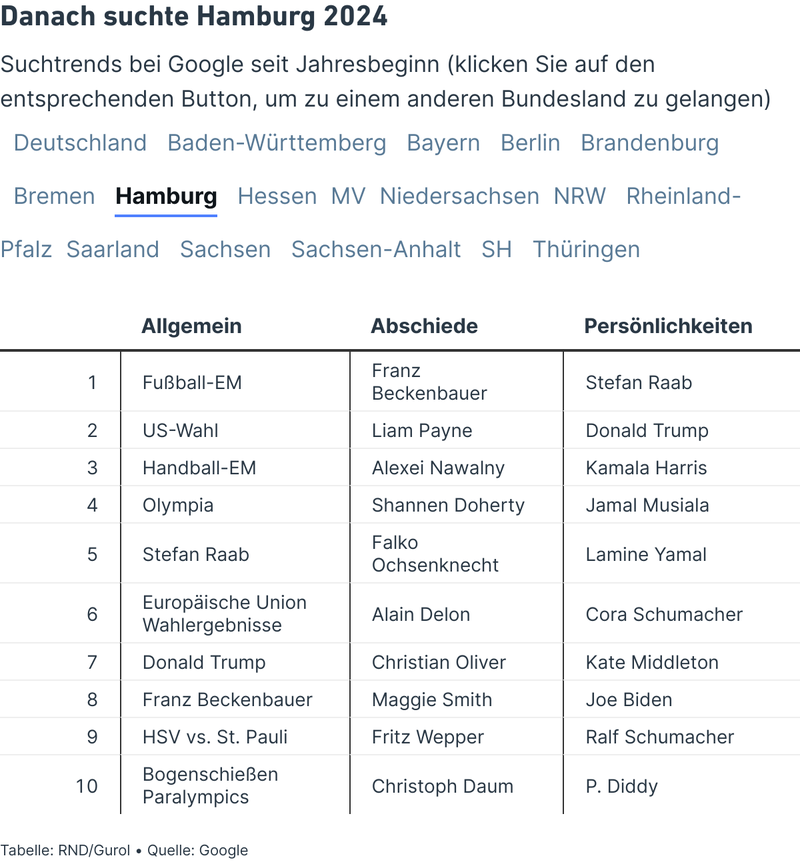 Danach suchte Hamburg 2024
Suchtrends bei Google seit Jahresbeginn (klicken Sie auf den
entsprechenden Button, um zu einem anderen Bundesland zu gelangen)
Deutschland Baden-Württemberg Bayern Berlin Brandenburg
Bremen Hamburg Hessen MV Niedersachsen NRW Rheinland-
Pfalz Saarland Sachsen Sachsen-Anhalt SH Thüringen
Allgemein Abschiede Persönlichkeiten
1 Fußball-EM Franz Beckenbauer Stefan Raab
2 US-Wahl Liam Payne Donald Trump
3 Handball-EM Alexei Nawalny Kamala Harris
4 Olympia Shannen Doherty Jamal Musiala
5 Stefan Raab Falko Ochsenknecht Lamine Yamal
6 Europäische Union Wahlergebnisse Alain Delon Cora Schumacher
7 Donald Trump Christian Oliver Kate Middleton
8 Franz Beckenbauer Maggie Smith Joe Biden
9 HSV vs. St. Pauli Fritz Wepper Ralf Schumacher
10 Bogenschießen Paralympics Christoph Daum P. Diddy
Tabelle: RND/Gurol • Quelle: Google